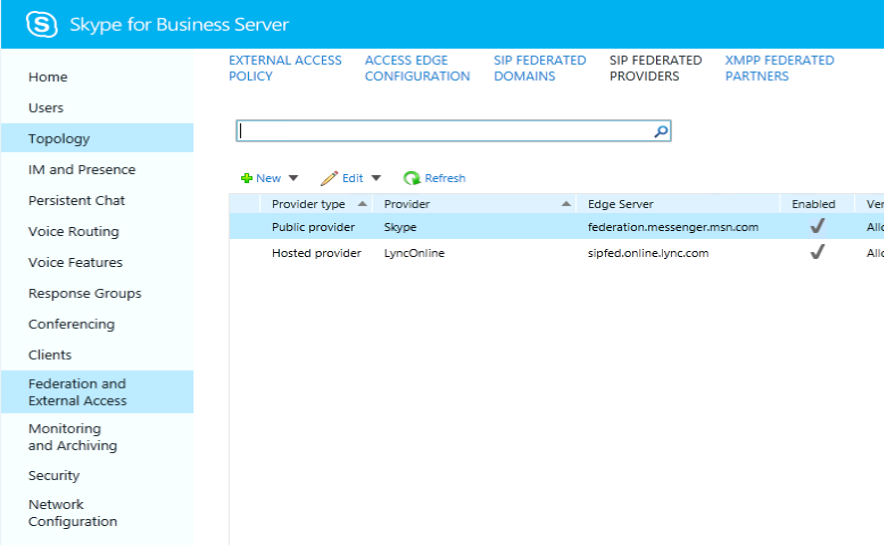 Skype for Business Server
Home
Users
Topology
IM and Presence
Persistent Chat
Voice Routing
Voice Features
Response Groups
Conferencing
Clients
Federation and
External Access
Monitoring
and Archiving
Security
Network
Configuration
EXTERNAL ACCESS
POLICY
ACCESS EDGE
CONFIGURATION
SIP FEDERATED
DOMAINS
SIP FEDERATED
PROVIDERS
XMPP FEDERATED
PARTNERS
New Edit Refresh
Provider type Provider Edge Server Enabled Ver
Public provider Skype federation.messenger.msn.com Allo
Hosted provider LyncOnline sipfed.online.lync.com Allo